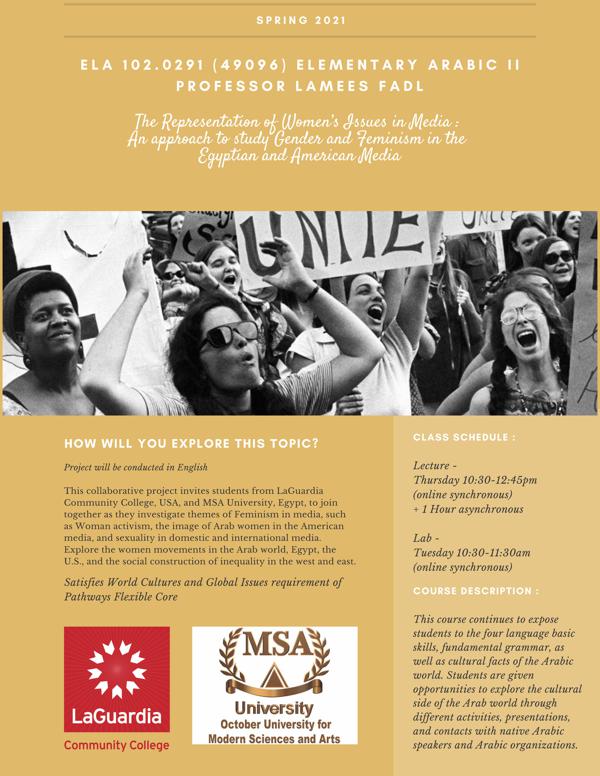 SPRING 2021
ELA 102.0291 (49096) ELEMENTARY ARABIC II
PROFESSOR LAMEES FADL
The Representation of Women's Issues in Media :
An approach to study Gender and Feminism in the
Egyptian and American Media
UNITE
HOW WILL YOU EXPLORE THIS TOPIC?
Project will be conducted in English
This collaborative project invites students from LaGuardia
Community College, USA, and MSA University, Egypt, to join
together as they investigate themes of Feminism in media, such
as Woman activism, the image of Arab women in the American
media, and sexuality in domestic and international media.
Explore the women movements in the Arab world, Egypt, the
U.S., and the social construction of inequality in the west and east.
Satisfies World Cultures and Global Issues requirement of
Pathways Flexible Core
LaGuardia
Community College
MSA
University
October University for
Modern Sciences and Arts
CLASS SCHEDULE :
Lecture -
Thursday 10:30-12:45pm
(online synchronous)
+ 1 Hour asynchronous
Lab -
Tuesday 10:30-11:30am
(online synchronous)
COURSE DESCRIPTION :
This course continues to expose
students to the four language basic
skills, fundamental grammar, as
well as cultural facts of the Arabic
world. Students are given
opportunities to explore the cultural
side of the Arab world through
different activities, presentations,
and contacts with native Arabic
speakers and Arabic organizations.